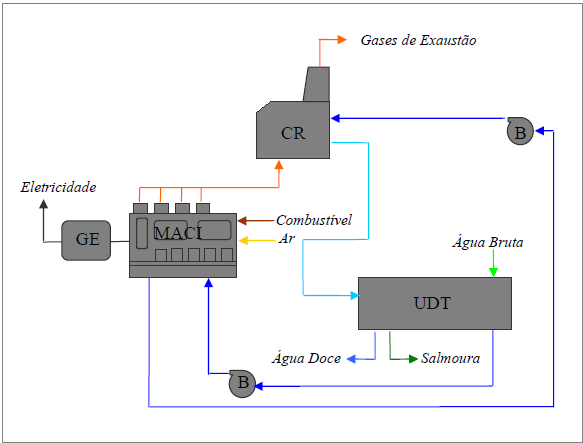 Gases de Exaustão
CR
B
Eletricidade
Combustível
MACI
Ar
GE
Água Bruta
UDT
Água Doce
Salmoura
B